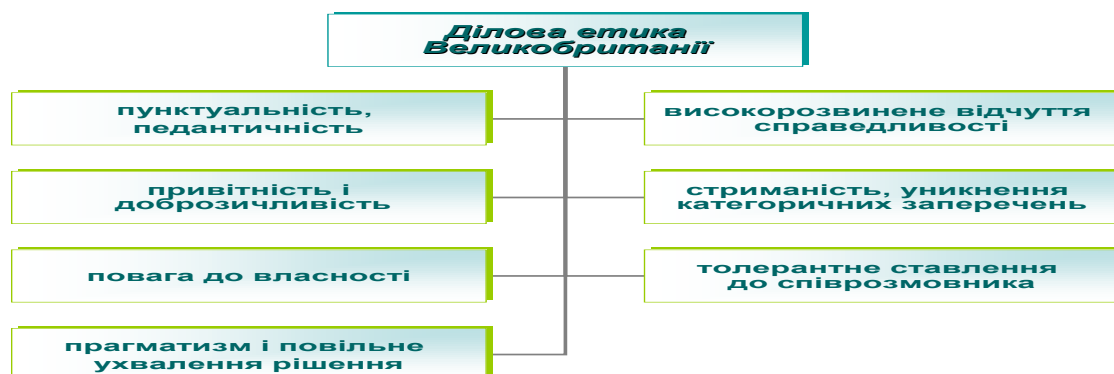 Ділова етика
Великобританії
пунктуальність,
педантичність
високорозвинене відчуття
справедливості
привітність і
доброзичливість
стриманість, уникнення
категоричних заперечень
повага до власності
толерантне ставлення
до співрозмовника
прагматизм і повільне
ухвалення рішення